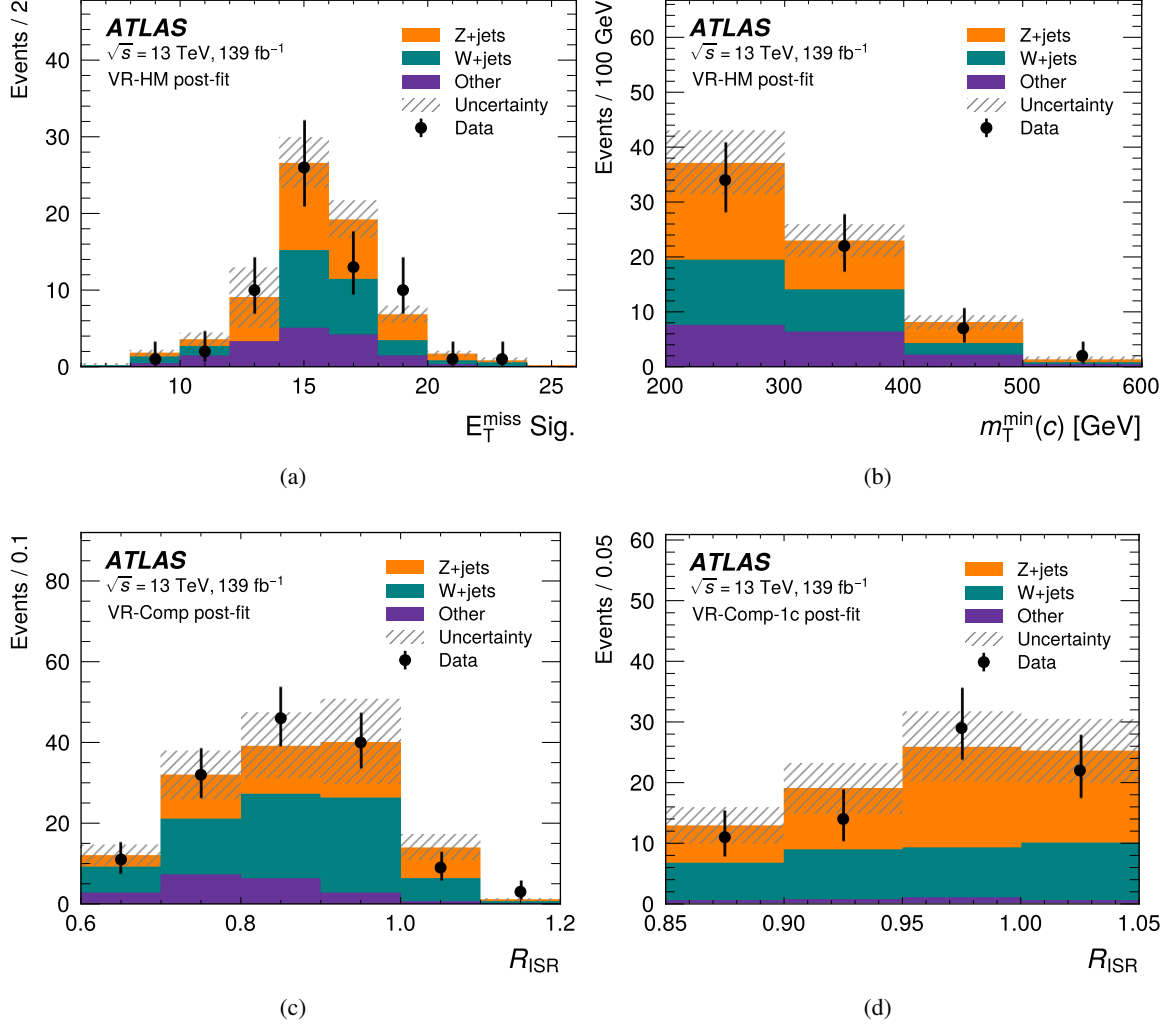 Events / 2
40
30
20
10
0
ATLAS
√s = 13 TeV, 139 fb⁻¹
VR-HM post-fit
Z+jets
W+jets
Other
Uncertainty
Data
10 15 20 25
E_T^miss Sig.
(a)
Events / 100 GeV
60
50
40
30
20
10
0
ATLAS
√s = 13 TeV, 139 fb⁻¹
VR-HM post-fit
Z+jets
W+jets
Other
Uncertainty
Data
200 300 400 500 600
m_T^min(c) [GeV]
(b)
Events / 0.1
80
60
40
20
0
ATLAS
√s = 13 TeV, 139 fb⁻¹
VR-Comp post-fit
Z+jets
W+jets
Other
Uncertainty
Data
0.6 0.8 1.0 1.2
R_ISR
(c)
Events / 0.05
60
50
40
30
20
10
0
ATLAS
√s = 13 TeV, 139 fb⁻¹
VR-Comp-1c post-fit
Z+jets
W+jets
Other
Uncertainty
Data
0.85 0.90 0.95 1.00 1.05
R_ISR
(d)